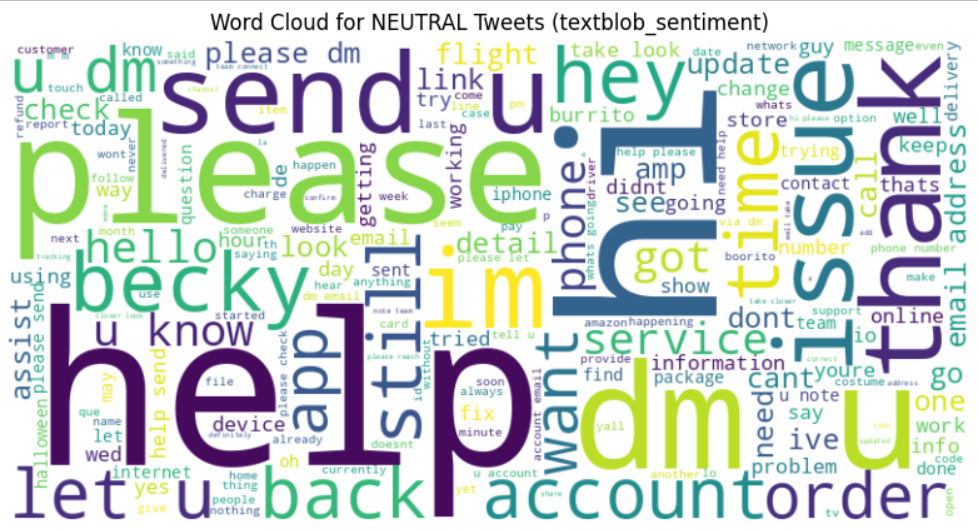 Word Cloud for NEUTRAL Tweets (textblob_sentiment)
customer
know
said
something
please dm
team connect
flight
take look
date
network
guy
message
even
u dm
touch
called
channel
send u
link
try
come
line
item
pm
last
case
hey
update
change
whats
hi please
option
well
delivery
check
refund
report
today
never
wont
delivered
burrito
store
please
question
follow
way
de
happen
charge
confirm
getting
week
working
iphone
pay
p
phone
driver
help please
amp
didnt
see
going
need help
hi
time
trying
contact
issue
call
thank
keep
thats
add
next
month
hello
hour
th
someone
saying
website
look
email
seem
detail
please let
whats going
got
show
via dm
boorito
number
phone number
email address
tracking
using
becky
use
day
hear
anything
dm email
sent
still
im
take closer
make
support
online
closer look
started
note team
u know
card
tried
tell u
amazon
happening
dont
team
io
service
assist
please send
halloween
help
please check
app
please reach
id
without
want
provide
information
find
package
cant
youre
correct
costume
address
go
may
help send
file
device
definitely
already
soon
always
fix
minute
doesnt
account email
dm
yall
need
u note
say
ive
u
one
work
step
updated
info
que
name
let
wed
oh
internet
currently
home
thing
u account
another
lo
problem
code
done
let u
yes
give
people
nothing
back
yet
account
share
order
tv
open